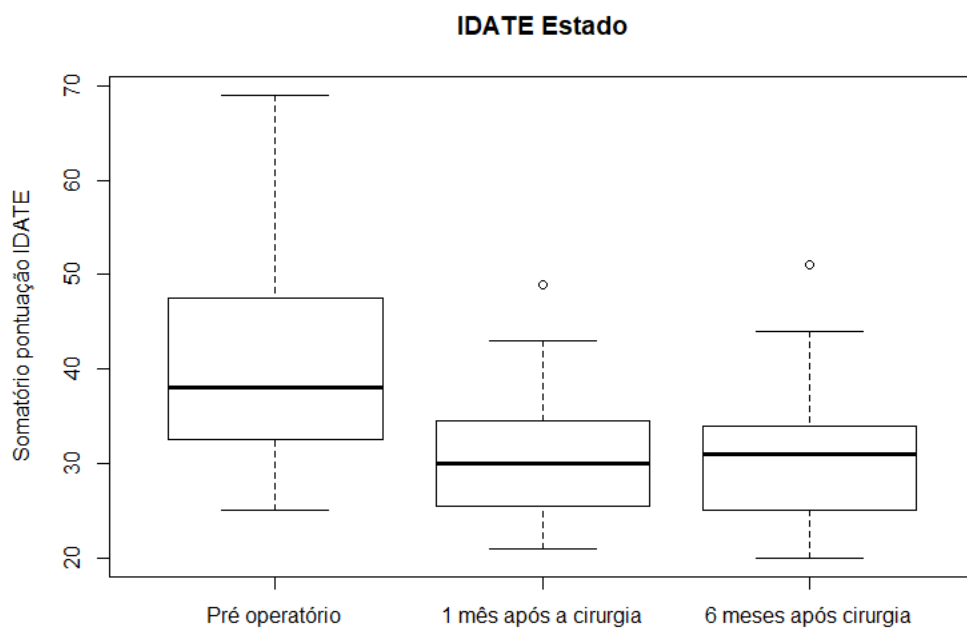 IDATE Estado
Somatório pontuação IDATE
70
60
50
40
30
20
Pré operatório
1 mês após a cirurgia
6 meses após cirurgia